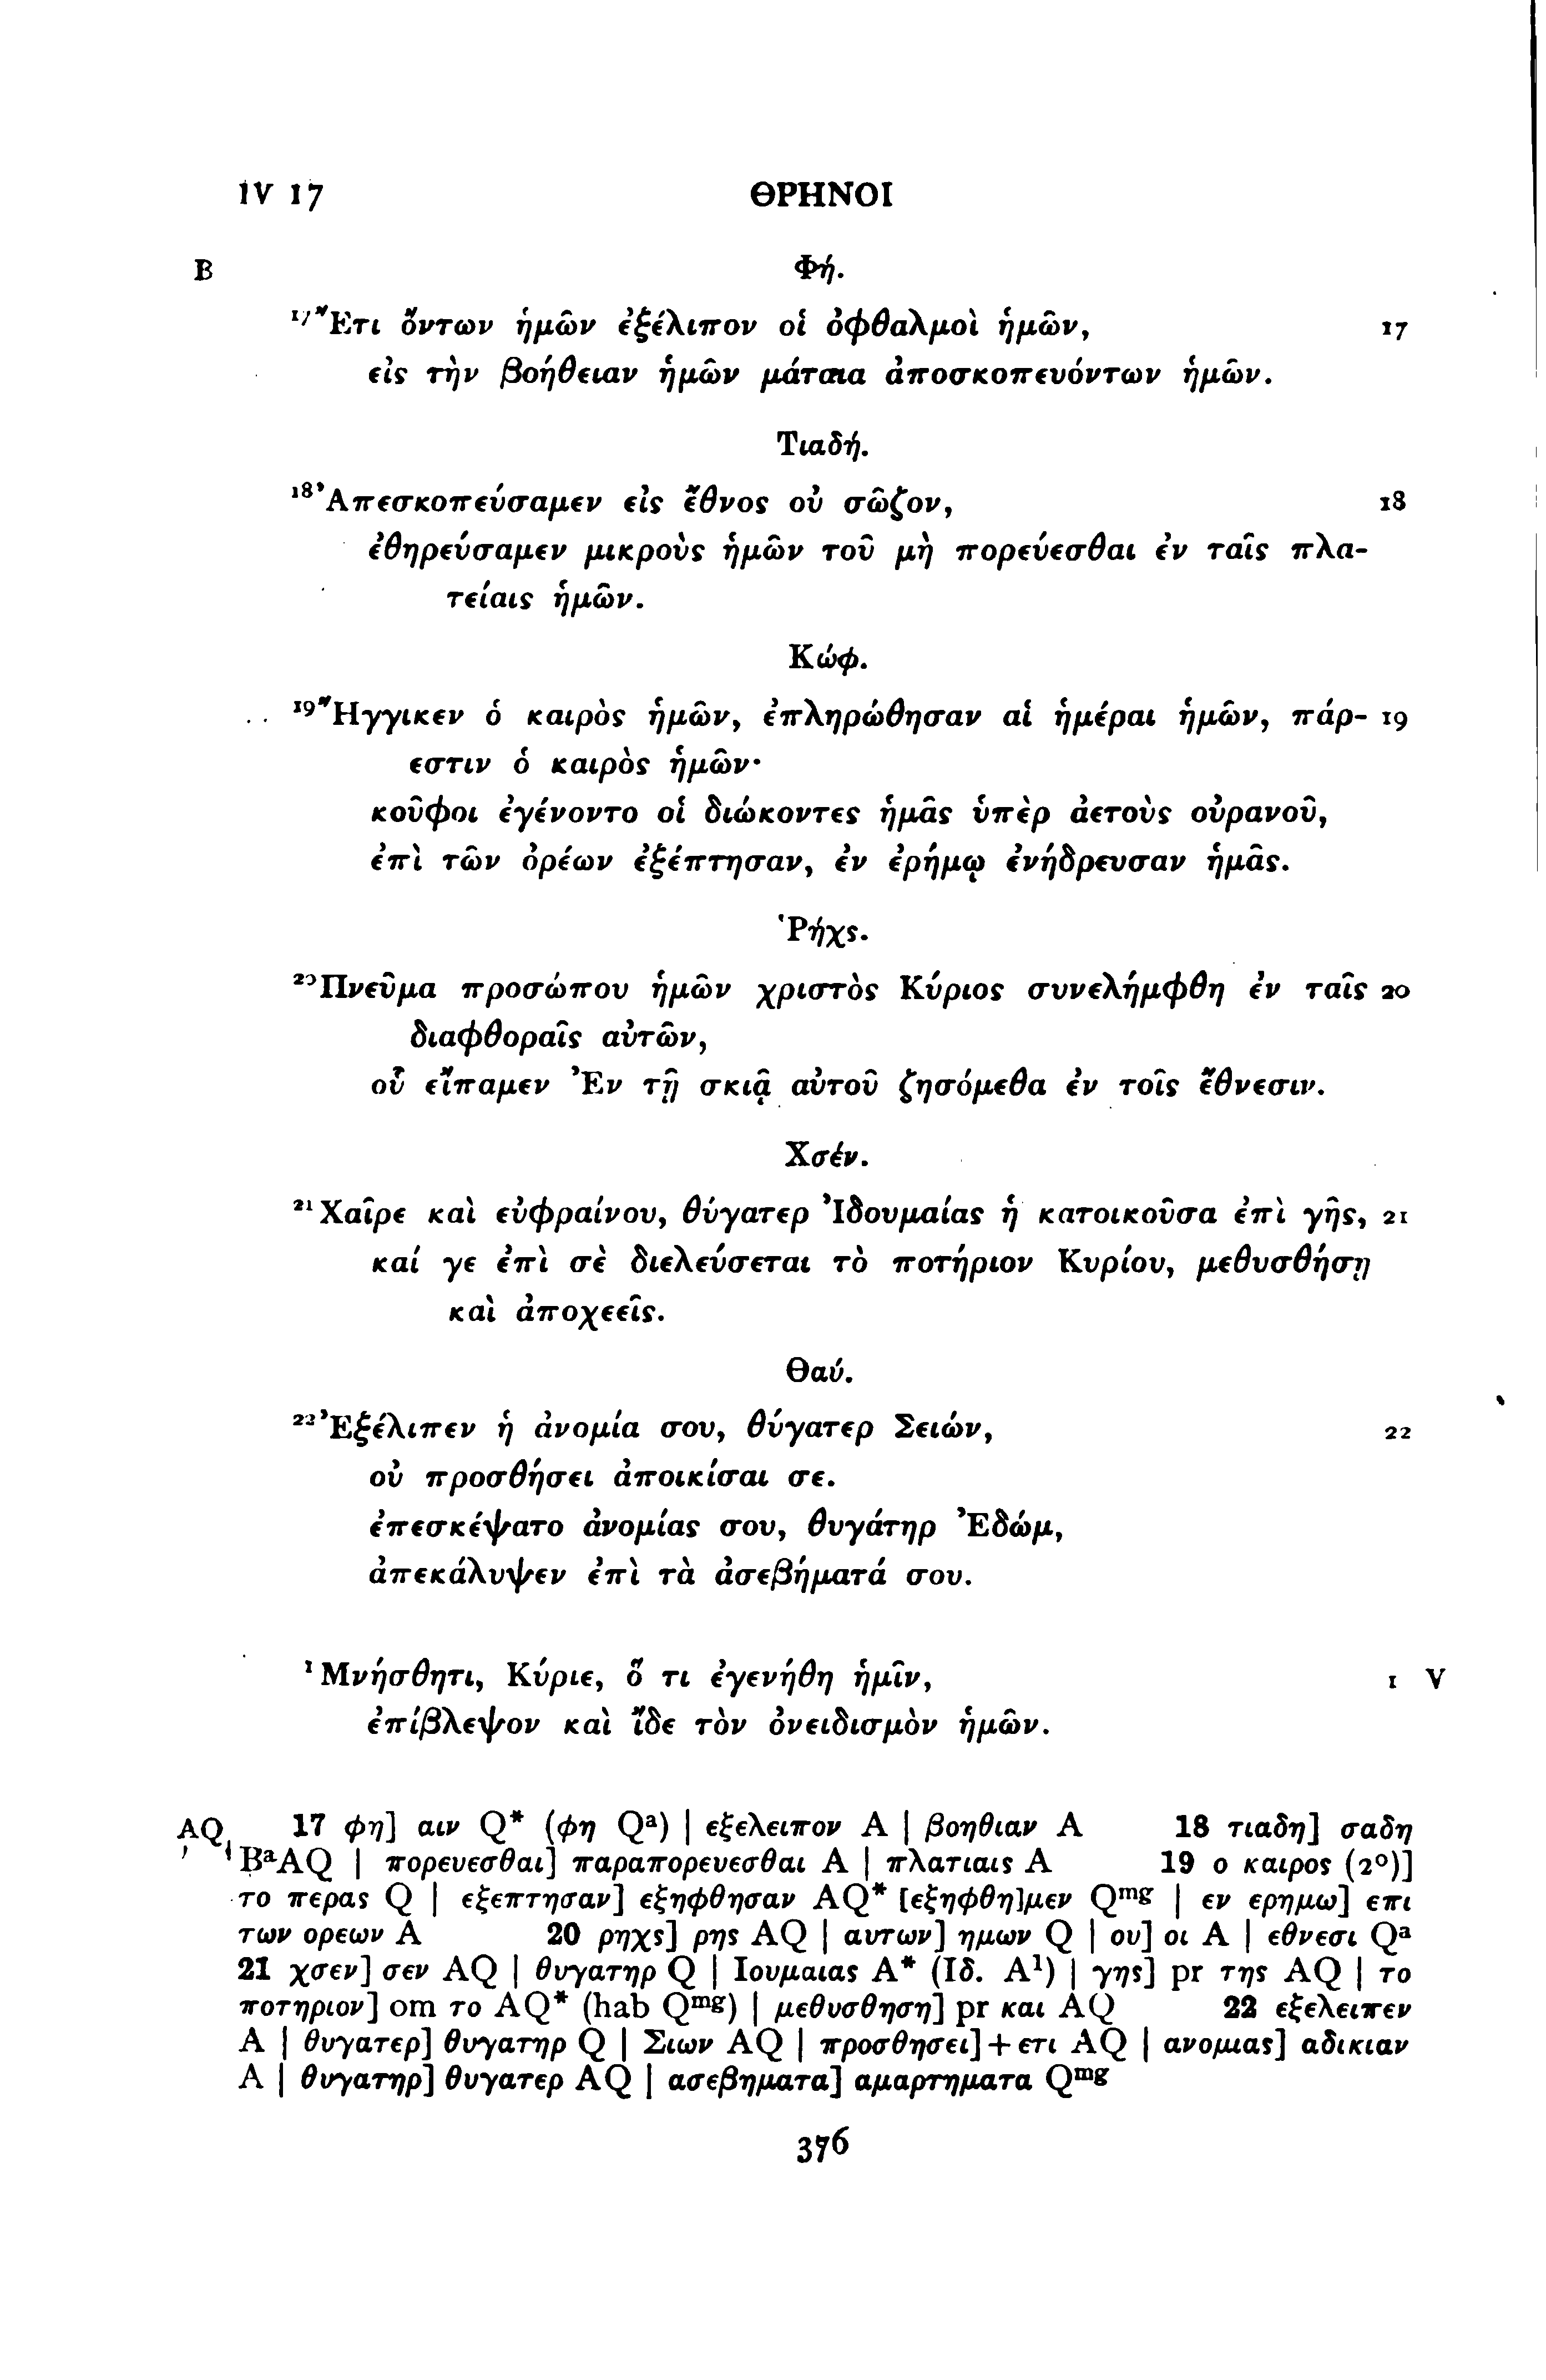 IV 17 ΘΡΗΝΟΙ
B Φή.
¹⁷Ἔτι ὄντων ἡμῶν ἐξέλιπον οἱ ὀφθαλμοὶ ἡμῶν, 17
εἰς τὴν βοήθειαν ἡμῶν μάταια ἀποσκοπευόντων ἡμῶν.
Τιαδή.
¹⁸Ἀπεσκοπεύσαμεν εἰς ἔθνος οὐ σῶζον, 18
ἐθηρεύσαμεν μικροὺς ἡμῶν τοῦ μὴ πορεύεσθαι ἐν ταῖς πλα-
τείαις ἡμῶν.
Κώφ.
¹⁹Ἤγγικεν ὁ καιρὸς ἡμῶν, ἐπληρώθησαν αἱ ἡμέραι ἡμῶν, πάρ- 19
εστιν ὁ καιρὸς ἡμῶν·
κοῦφοι ἐγένοντο οἱ διώκοντες ἡμᾶς ὑπὲρ ἀετοὺς οὐρανοῦ,
ἐπὶ τῶν ὀρέων ἐξέπτησαν, ἐν ἐρήμῳ ἐνήδρευσαν ἡμᾶς.
Ῥήχς.
²⁰Πνεῦμα προσώπου ἡμῶν χριστὸς Κύριος συνελήμφθη ἐν ταῖς 20
διαφθοραῖς αὐτῶν,
οὗ εἴπαμεν Ἐν τῇ σκιᾷ αὐτοῦ ζησόμεθα ἐν τοῖς ἔθνεσιν.
Χσέν.
²¹Χαῖρε καὶ εὐφραίνου, θύγατερ Ἰδουμαίας ἡ κατοικοῦσα ἐπὶ γῆς, 21
καί γε ἐπὶ σὲ διελεύσεται τὸ ποτήριον Κυρίου, μεθυσθήσῃ
καὶ ἀποχεεῖς.
Θαύ.
²²Ἐξέλιπεν ἡ ἀνομία σου, θύγατερ Σειών, 22
οὐ προσθήσει ἀποικίσαι σε.
ἐπεσκέψατο ἀνομίας σου, θυγάτηρ Ἐδώμ,
ἀπεκάλυψεν ἐπὶ τὰ ἀσεβήματά σου.
¹Μνήσθητι, Κύριε, ὅ τι ἐγενήθη ἡμῖν, 1 V
ἐπίβλεψον καὶ ἴδε τὸν ὀνειδισμὸν ἡμῶν.
AQ 17 φη] αιν Q* (φη Qᵃ) | εξελειπον A | βοηθιαν A 18 τιαδη] σαδη
BᵃAQ | πορευεσθαι] παραπορευεσθαι A | πλατιαις A 19 ο καιρος (2°)]
το περας Q | εξεπτησαν] εξηφθησαν AQ* [εξηφθη]μεν Qᵐᵍ | εν ερημω] επι
των ορεων A 20 ρηχς] ρης AQ | αυτων] ημων Q | ου] οι A | εθνεσι Qᵃ
21 χσεν] σεν AQ | θυγατηρ Q | Ιουμαιας A* (Ιδ. A¹) | γης] pr της AQ | το
ποτηριον] om το AQ* (hab Qᵐᵍ) | μεθυσθηση] pr και AQ 22 εξελειπεν
A | θυγατερ] θυγατηρ Q | Σιων AQ | προσθησει] + ετι AQ | ανομιας] αδικιαν
A | θυγατηρ] θυγατερ AQ | ασεβηματα] αμαρτηματα Qᵐᵍ
376